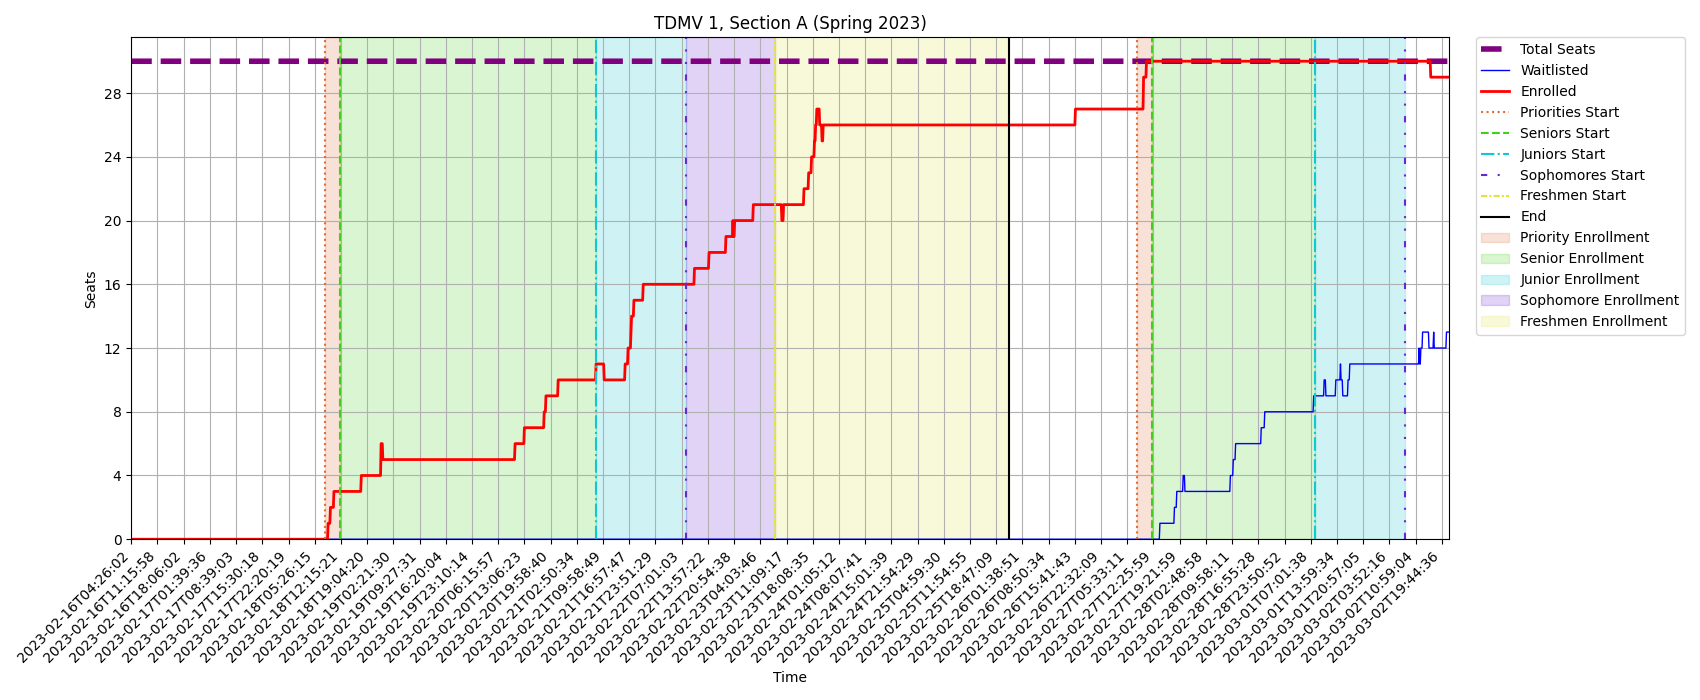 TDMV 1, Section A (Spring 2023)
Seats
28
24
20
16
12
8
4
0
2023-02-16T04:26:02
2023-02-16T11:15:58
2023-02-16T18:06:02
2023-02-17T01:39:36
2023-02-17T08:39:03
2023-02-17T15:30:18
2023-02-17T22:20:19
2023-02-18T05:26:15
2023-02-18T12:15:21
2023-02-18T19:04:20
2023-02-19T02:21:30
2023-02-19T09:27:31
2023-02-19T16:20:04
2023-02-19T23:10:14
2023-02-20T06:15:57
2023-02-20T13:06:23
2023-02-20T19:58:40
2023-02-21T02:50:34
2023-02-21T09:58:49
2023-02-21T16:57:47
2023-02-21T23:51:29
2023-02-22T07:01:03
2023-02-22T13:57:22
2023-02-22T20:54:38
2023-02-23T04:03:46
2023-02-23T11:09:17
2023-02-23T18:08:35
2023-02-24T01:05:12
2023-02-24T08:07:41
2023-02-24T15:01:39
2023-02-24T21:54:29
2023-02-25T04:59:30
2023-02-25T11:54:55
2023-02-25T18:47:09
2023-02-26T01:38:51
2023-02-26T08:50:34
2023-02-26T15:41:43
2023-02-26T22:32:09
2023-02-27T05:33:11
2023-02-27T12:25:59
2023-02-27T19:21:59
2023-02-28T02:48:58
2023-02-28T09:58:11
2023-02-28T16:55:28
2023-02-28T23:50:52
2023-03-01T07:01:38
2023-03-01T13:59:34
2023-03-01T20:57:05
2023-03-02T03:52:16
2023-03-02T10:59:04
2023-03-02T19:44:36
Time
Total Seats
Waitlisted
Enrolled
Priorities Start
Seniors Start
Juniors Start
Sophomores Start
Freshmen Start
End
Priority Enrollment
Senior Enrollment
Junior Enrollment
Sophomore Enrollment
Freshmen Enrollment